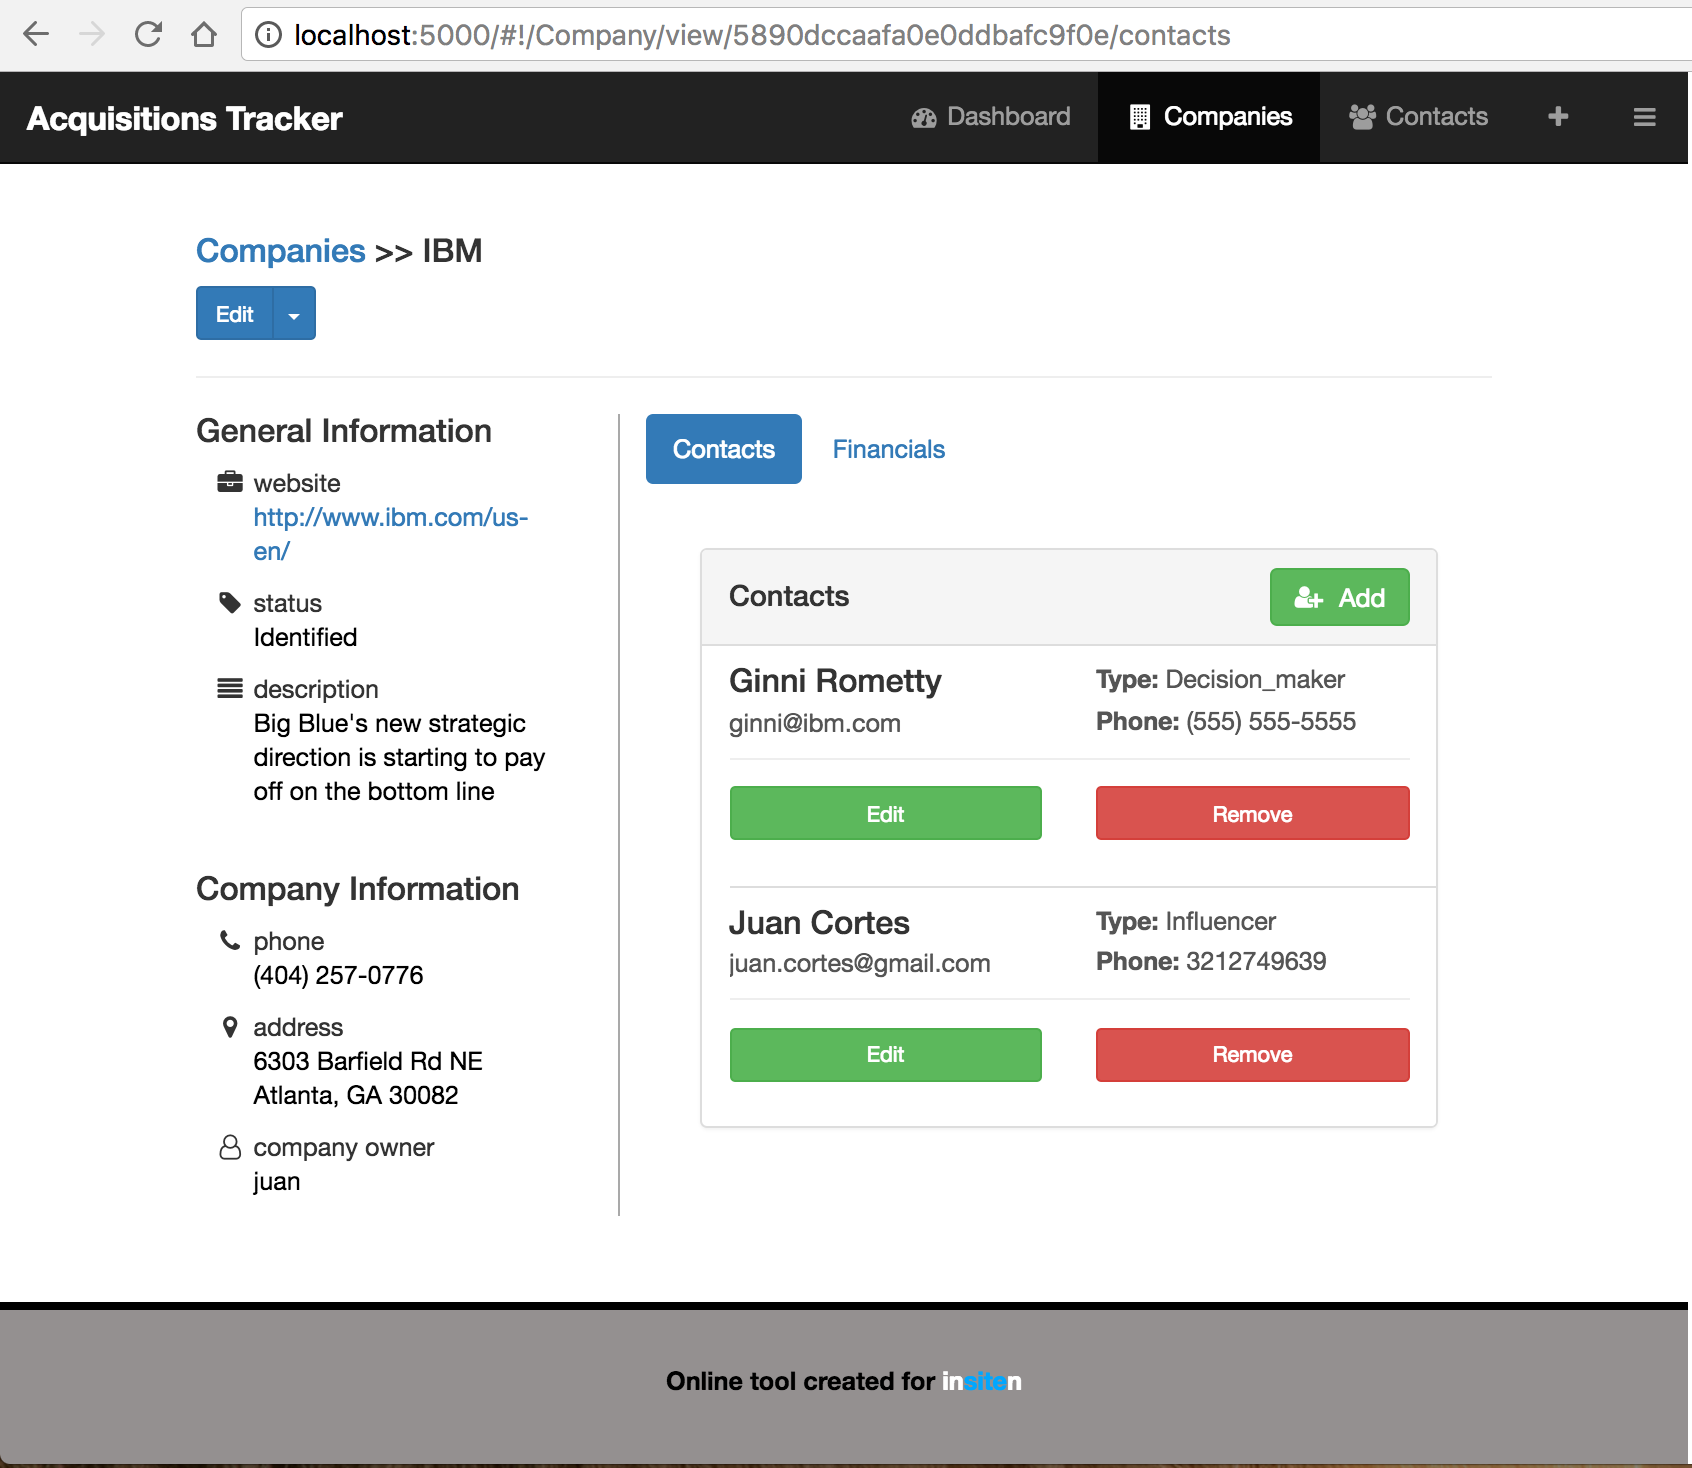 localhost:5000/#!/Company/view/5890dccaafa0e0ddbafc9f0e/contacts
Acquisitions Tracker
Dashboard
Companies
Contacts
Companies >> IBM
Edit
General Information
website
http://www.ibm.com/us-
en/
status
Identified
description
Big Blue's new strategic
direction is starting to pay
off on the bottom line
Company Information
phone
(404) 257-0776
address
6303 Barfield Rd NE
Atlanta, GA 30082
company owner
juan
Contacts
Financials
Contacts
Add
Ginni Rometty
ginni@ibm.com
Type: Decision_maker
Phone: (555) 555-5555
Edit
Remove
Juan Cortes
juan.cortes@gmail.com
Type: Influencer
Phone: 3212749639
Edit
Remove
Online tool created for insiten